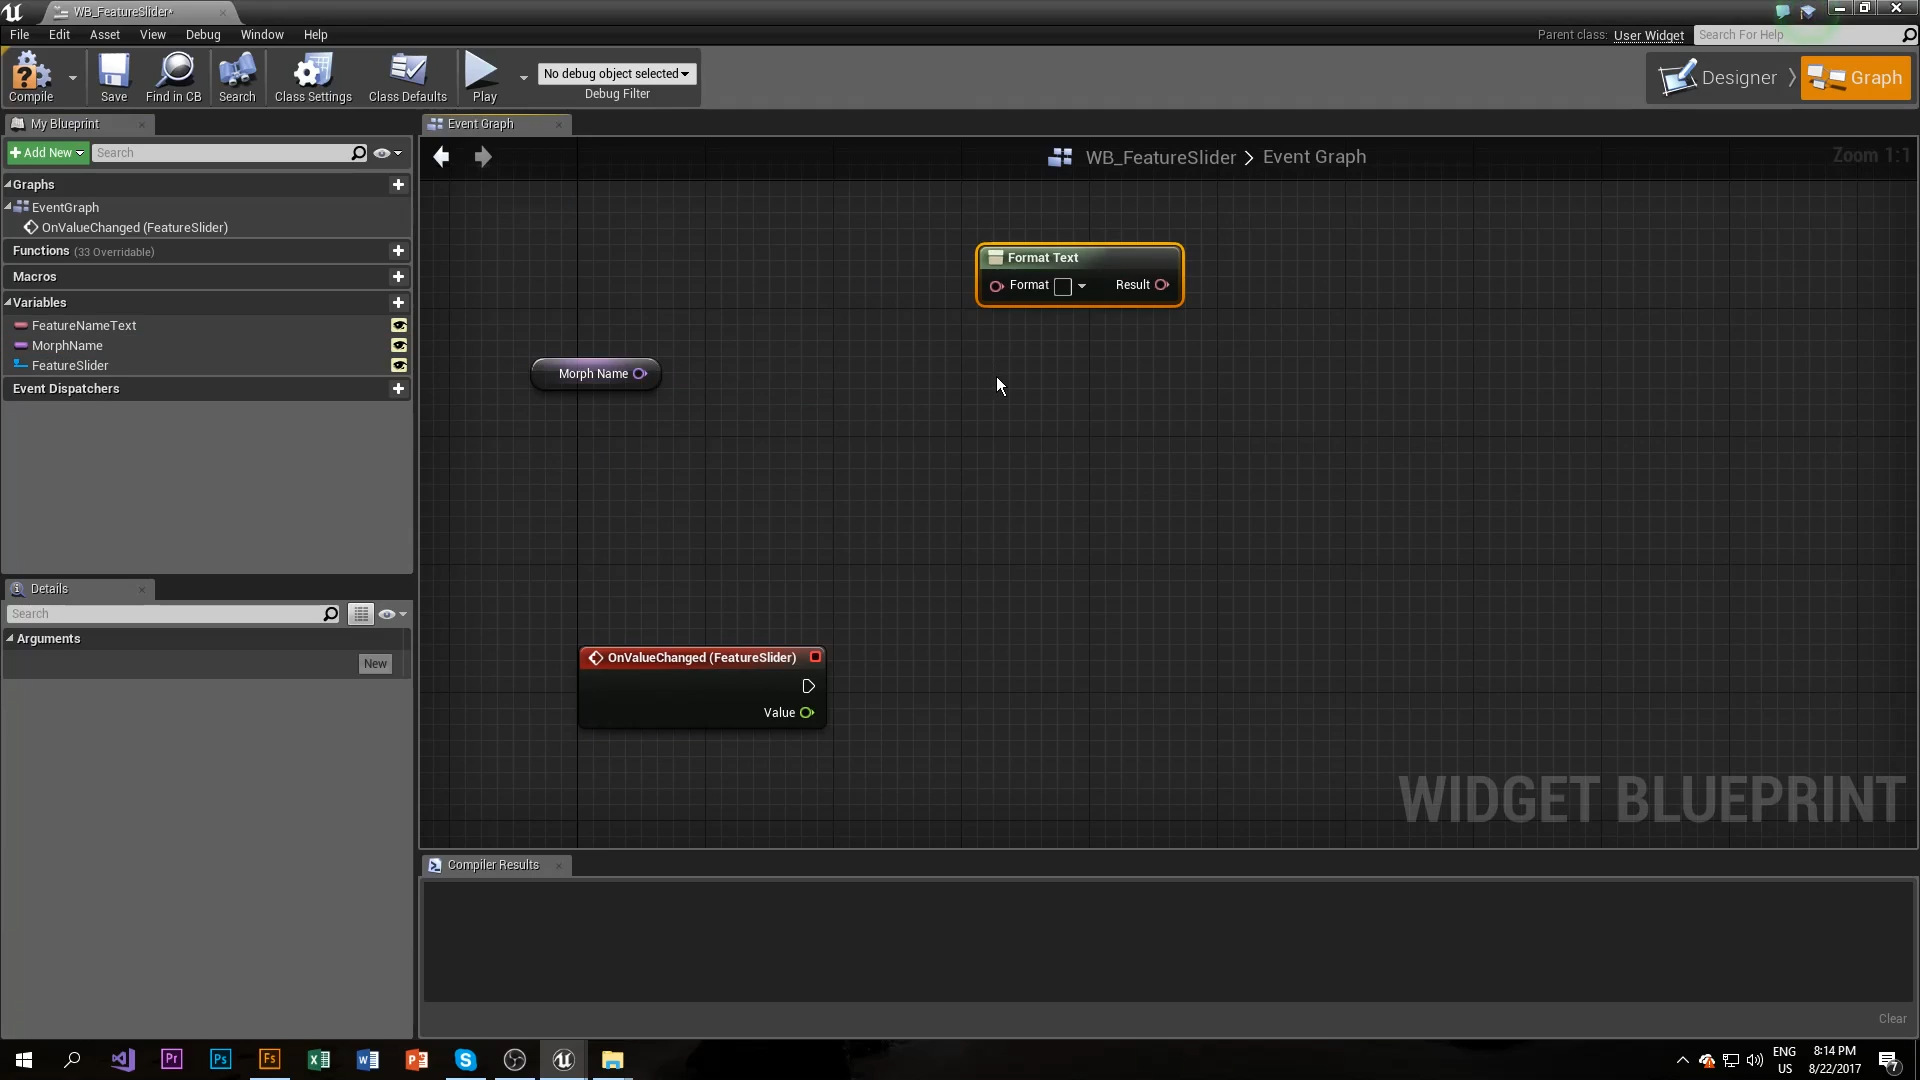 WB_FeatureSlider*
File Edit Asset View Debug Window Help
Parent class: User Widget Search For Help
Compile Save Find in CB Search Class Settings Class Defaults Play
No debug object selected
Debug Filter
Designer Graph
My Blueprint
Event Graph
Add New Search
WB_FeatureSlider > Event Graph
Zoom 1:1
Graphs
EventGraph
OnValueChanged (FeatureSlider)
Functions (33 Overridable)
Macros
Variables
FeatureNameText
MorphName
FeatureSlider
Event Dispatchers
Format Text
Format Result
Morph Name
Details
Search
Arguments
New
OnValueChanged (FeatureSlider)
Value
WIDGET BLUEPRINT
Compiler Results
Clear
Pr Ps Fs
ENG
US
8:14 PM
8/22/2017
7